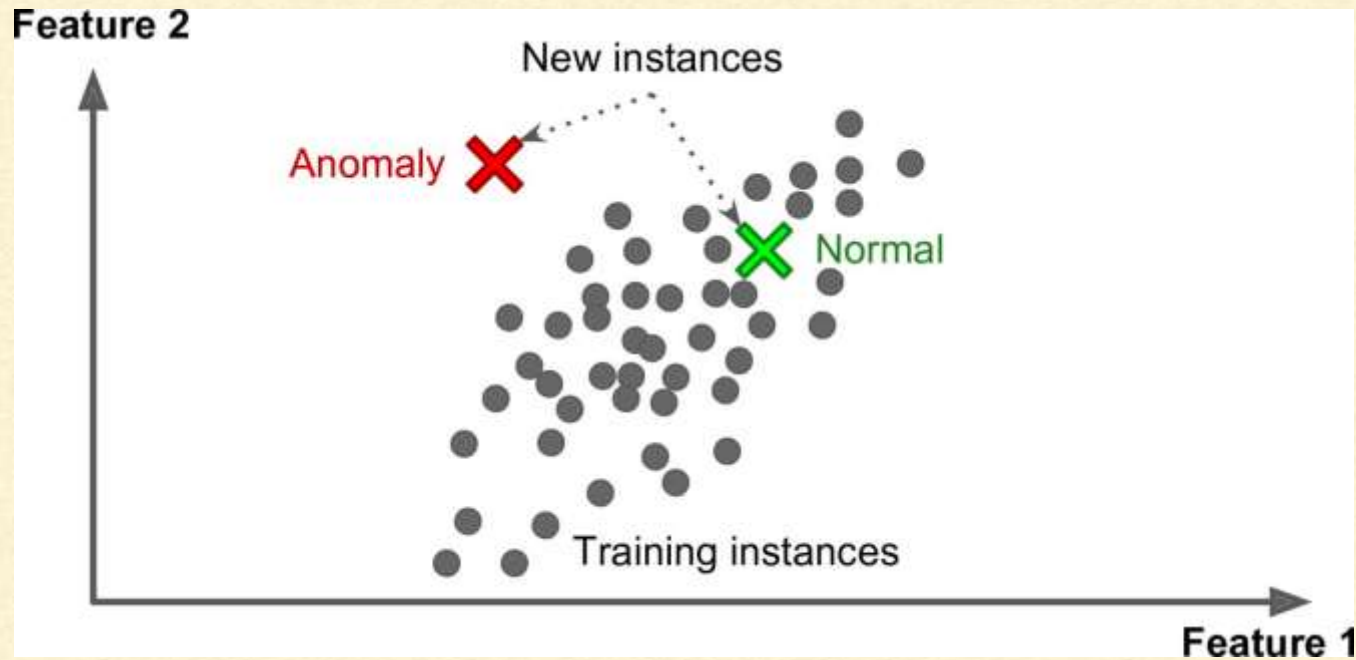 Feature 2
New instances
Anomaly
Normal
Training instances
Feature 1